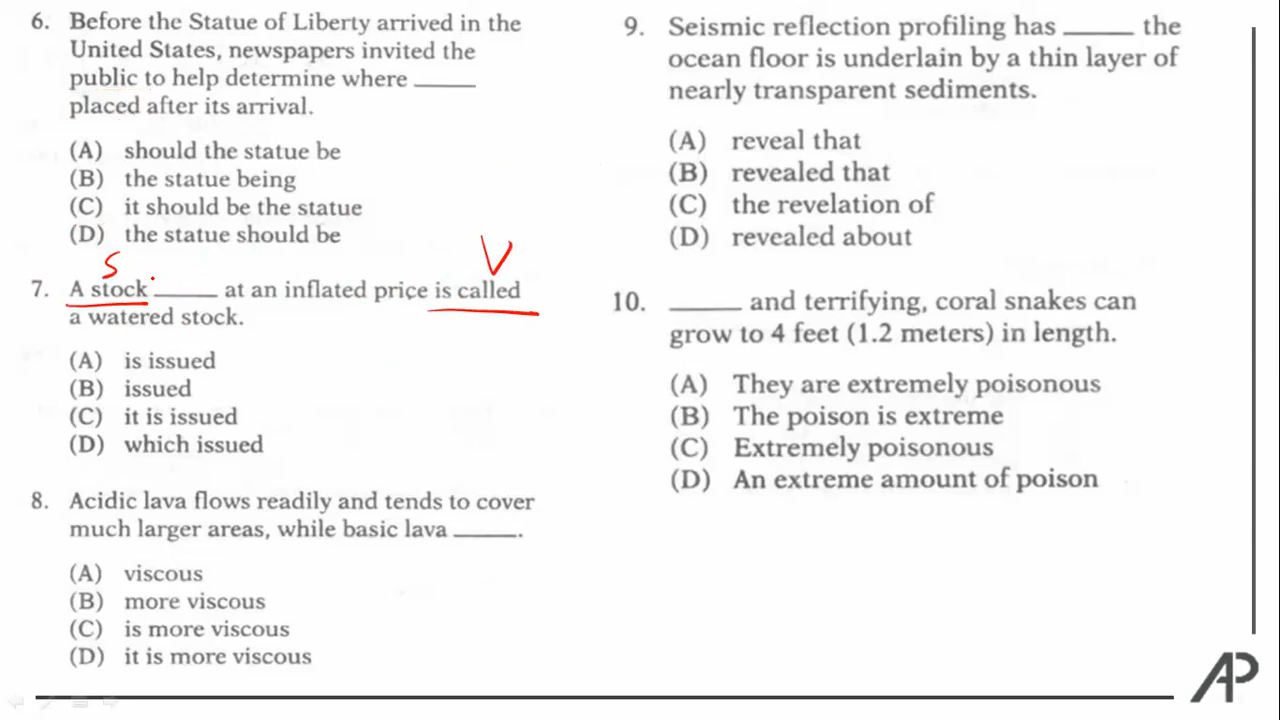 6. Before the Statue of Liberty arrived in the
United States, newspapers invited the
public to help determine where _____
placed after its arrival.
(A) should the statue be
(B) the statue being
(C) it should be the statue
(D) the statue should be
S
V
7. A stock _____ at an inflated price is called
a watered stock.
(A) is issued
(B) issued
(C) it is issued
(D) which issued
8. Acidic lava flows readily and tends to cover
much larger areas, while basic lava _____.
(A) viscous
(B) more viscous
(C) is more viscous
(D) it is more viscous
9. Seismic reflection profiling has _____ the
ocean floor is underlain by a thin layer of
nearly transparent sediments.
(A) reveal that
(B) revealed that
(C) the revelation of
(D) revealed about
10. _____ and terrifying, coral snakes can
grow to 4 feet (1.2 meters) in length.
(A) They are extremely poisonous
(B) The poison is extreme
(C) Extremely poisonous
(D) An extreme amount of poison
AP